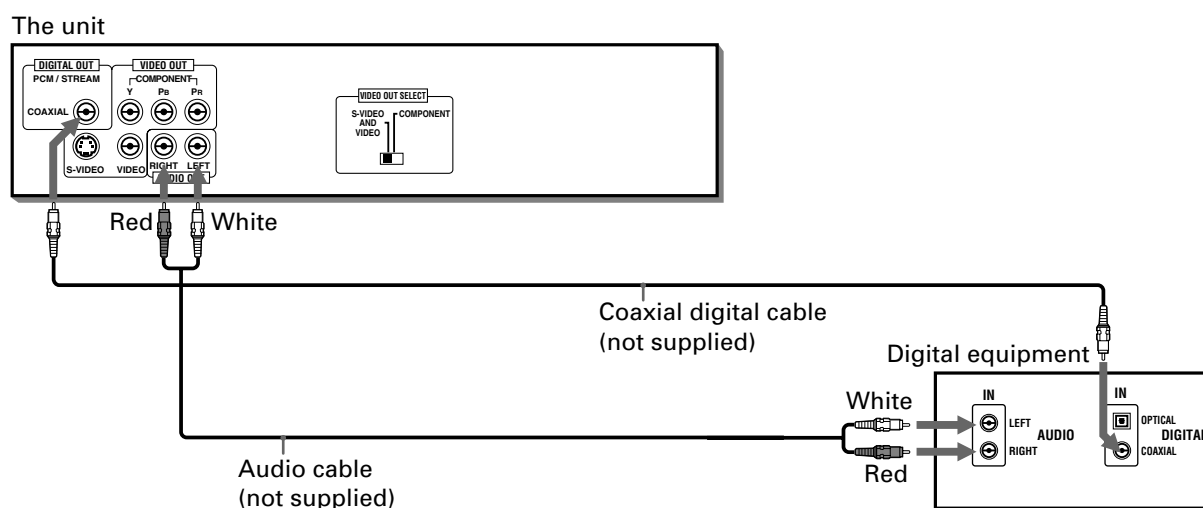 The unit
DIGITAL OUT
PCM / STREAM
COAXIAL
VIDEO OUT
COMPONENT
Y PB PR
S-VIDEO
VIDEO
RIGHT LEFT
VIDEO OUT SELECT
S-VIDEO
AND
VIDEO
COMPONENT
Red
White
Coaxial digital cable
(not supplied)
Digital equipment
White
Red
IN
LEFT
RIGHT
AUDIO
IN
OPTICAL
COAXIAL
DIGITAL
Audio cable
(not supplied)